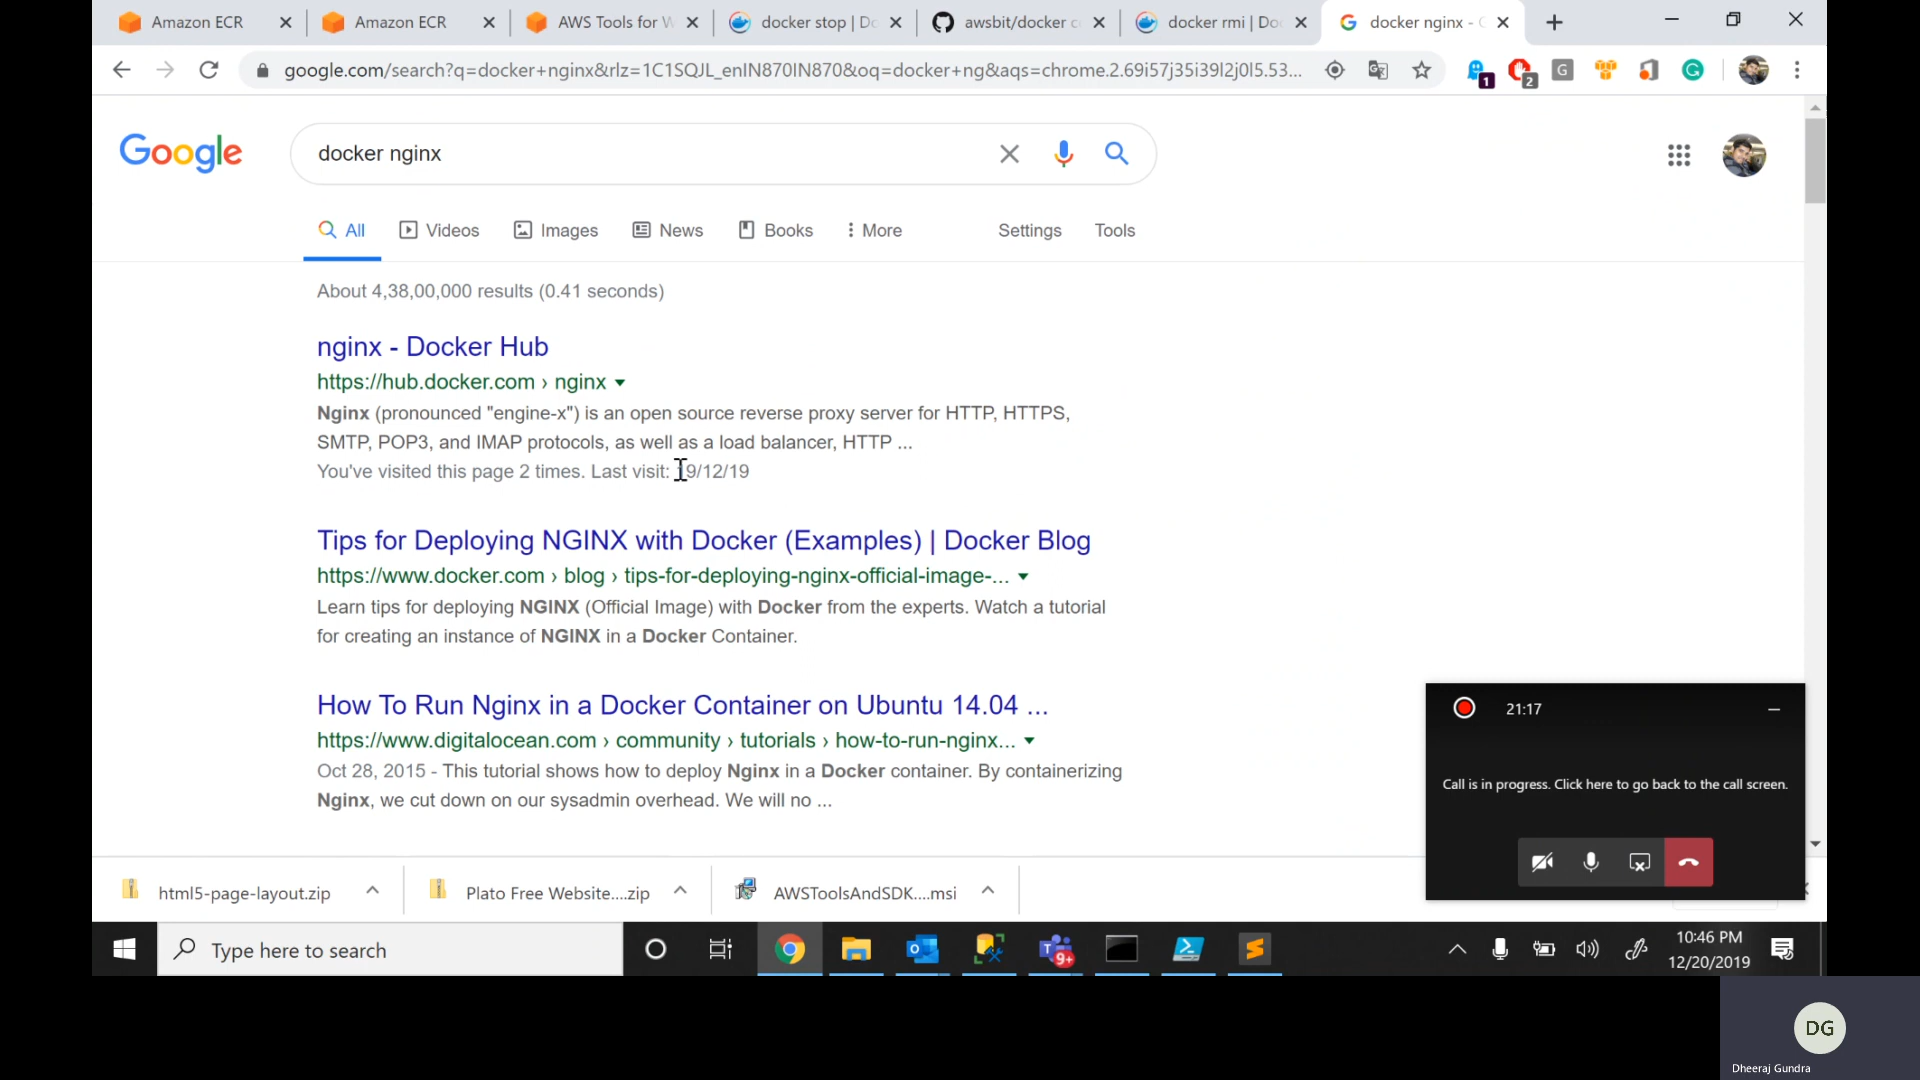 Amazon ECR
Amazon ECR
AWS Tools for W
docker stop | Do
awsbit/docker c
docker rmi | Doc
docker nginx - G
google.com/search?q=docker+nginx&rlz=1C1SQJL_enIN870IN870&oq=docker+ng&aqs=chrome.2.69i57j35i39l2j0l5.53...
1
2
G
Google
docker nginx
All
Videos
Images
News
Books
More
Settings
Tools
About 4,38,00,000 results (0.41 seconds)
nginx - Docker Hub
https://hub.docker.com › nginx
Nginx (pronounced "engine-x") is an open source reverse proxy server for HTTP, HTTPS,
SMTP, POP3, and IMAP protocols, as well as a load balancer, HTTP ...
You've visited this page 2 times. Last visit: 19/12/19
Tips for Deploying NGINX with Docker (Examples) | Docker Blog
https://www.docker.com › blog › tips-for-deploying-nginx-official-image-...
Learn tips for deploying NGINX (Official Image) with Docker from the experts. Watch a tutorial
for creating an instance of NGINX in a Docker Container.
How To Run Nginx in a Docker Container on Ubuntu 14.04 ...
https://www.digitalocean.com › community › tutorials › how-to-run-nginx...
Oct 28, 2015 - This tutorial shows how to deploy Nginx in a Docker container. By containerizing
Nginx, we cut down on our sysadmin overhead. We will no ...
21:17
Call is in progress. Click here to go back to the call screen.
html5-page-layout.zip
Plato Free Website....zip
AWSToolsAndSDK....msi
Type here to search
9+
10:46 PM
12/20/2019
DG
Dheeraj Gundra